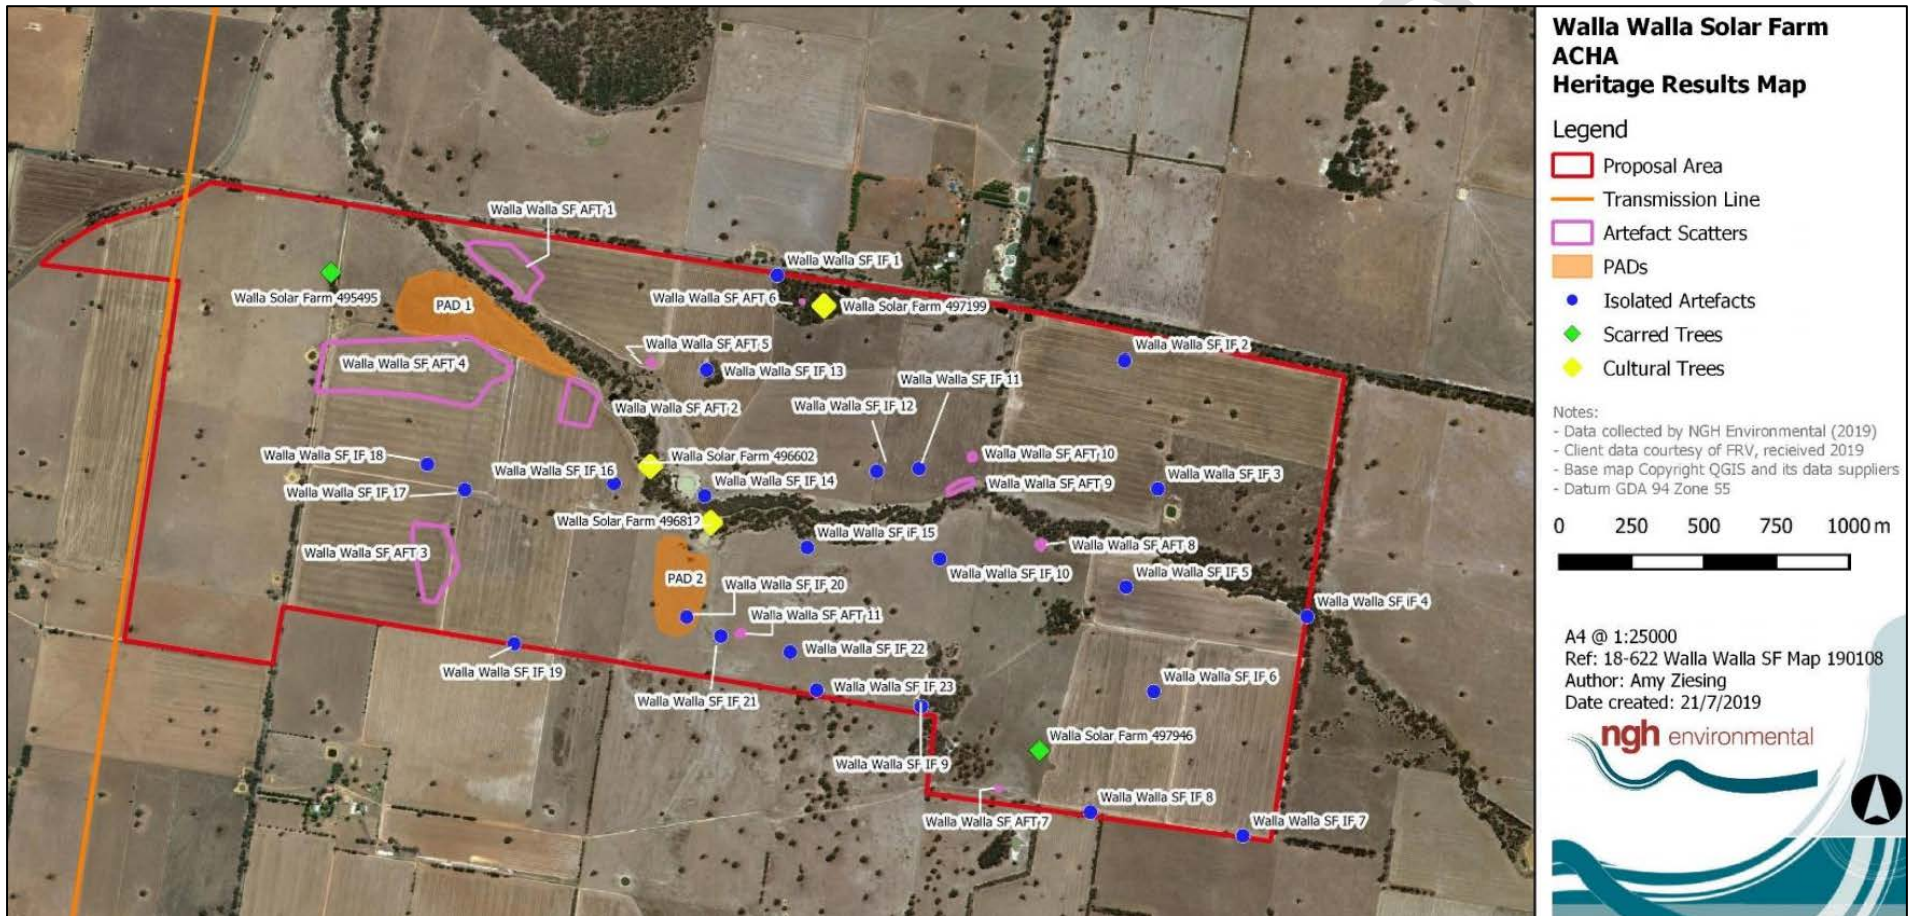 Walla Walla SF AFT 1
Walla Walla SF IF 1
Walla Solar Farm 495495
PAD 1
Walla Walla SF AFT 6
Walla Solar Farm 497199
Walla Walla SF AFT 5
Walla Walla SF IF 2
Walla Walla SF AFT 4
Walla Walla SF IF 13
Walla Walla SF IF 11
Walla Walla SF AFT 2
Walla Walla SF IF 12
Walla Walla SF IF 18
Walla Solar Farm 496602
Walla Walla SF AFT 10
Walla Walla SF IF 16
Walla Walla SF IF 14
Walla Walla SF AFT 9
Walla Walla SF IF 3
Walla Walla SF IF 17
Walla Solar Farm 496812
Walla Walla SF iF 15
Walla Walla SF AFT 3
Walla Walla SF AFT 8
PAD 2
Walla Walla SF IF 20
Walla Walla SF IF 10
Walla Walla SF IF 5
Walla Walla SF AFT 11
Walla Walla SF iF 4
Walla Walla SF IF 22
Walla Walla SF IF 19
Walla Walla SF IF 23
Walla Walla SF IF 6
Walla Walla SF IF 21
Walla Solar Farm 497946
Walla Walla SF IF 9
Walla Walla SF IF 8
Walla Walla SF AFT 7
Walla Walla SF IF 7
Walla Walla Solar Farm
ACHA
Heritage Results Map
Legend
Proposal Area
Transmission Line
Artefact Scatters
PADs
Isolated Artefacts
Scarred Trees
Cultural Trees
Notes:
- Data collected by NGH Environmental (2019)
- Client data courtesy of FRV, recieived 2019
- Base map Copyright QGIS and its data suppliers
- Datum GDA 94 Zone 55
0 250 500 750 1000 m
A4 @ 1:25000
Ref: 18-622 Walla Walla SF Map 190108
Author: Amy Ziesing
Date created: 21/7/2019
ngh environmental